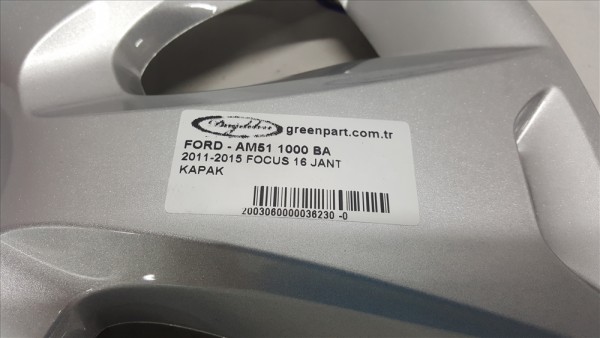 greenpart.com.tr
FORD - AM51 1000 BA
2011-2015 FOCUS 16 JANT
KAPAK
2003060000036230 -0